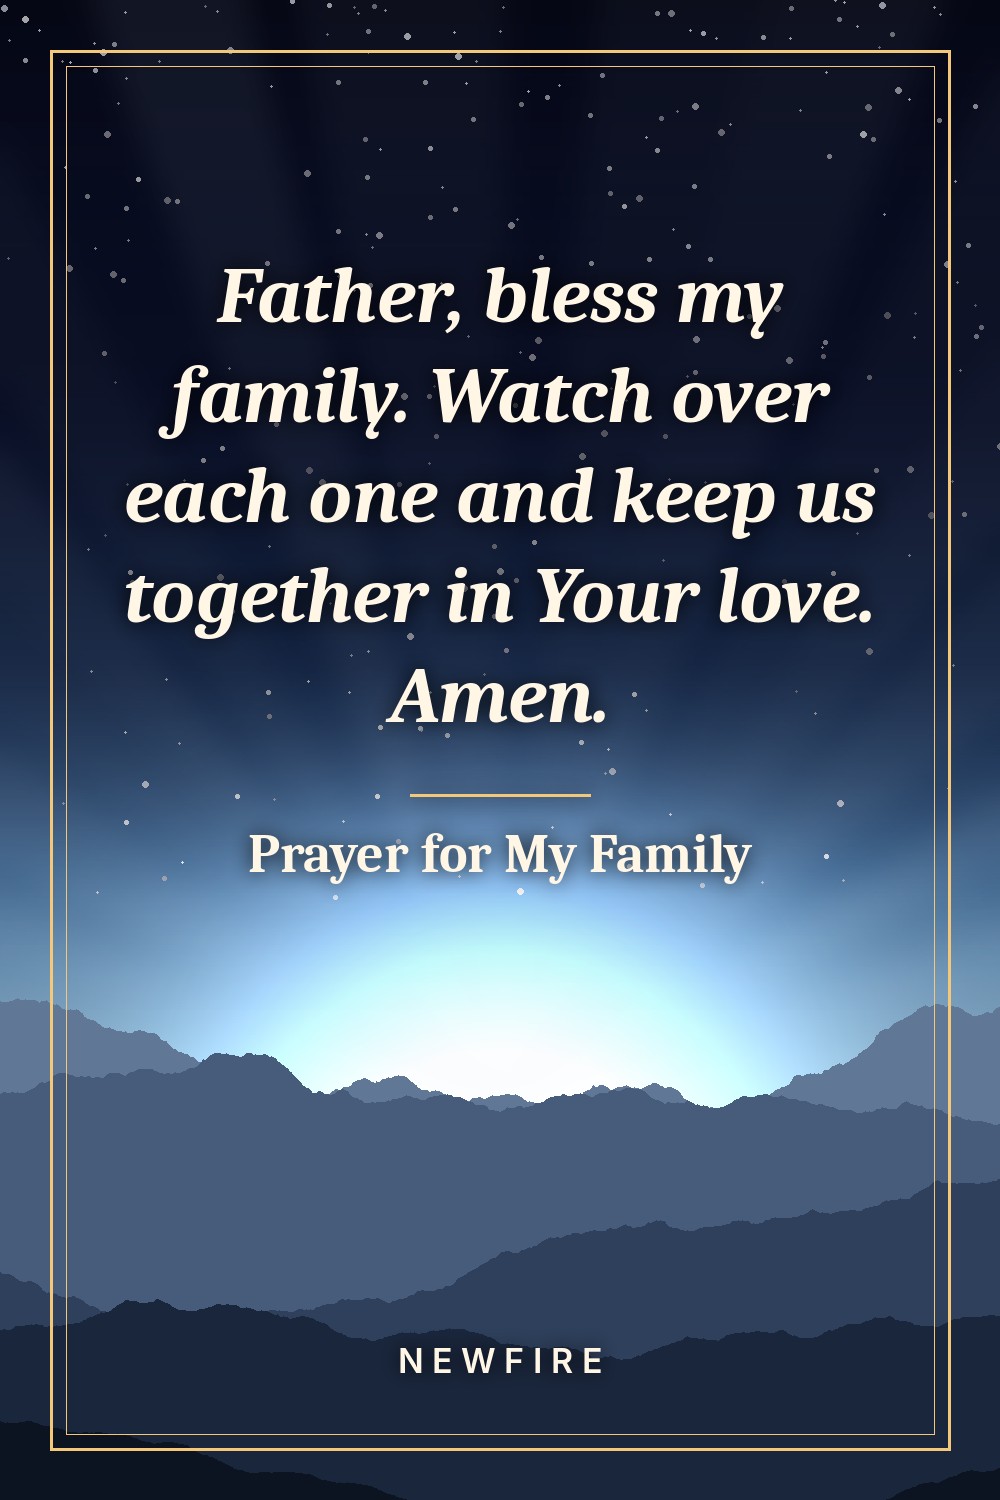 Father, bless my
family. Watch over
each one and keep us
together in Your love.
Amen.
Prayer for My Family
NEWFIRE